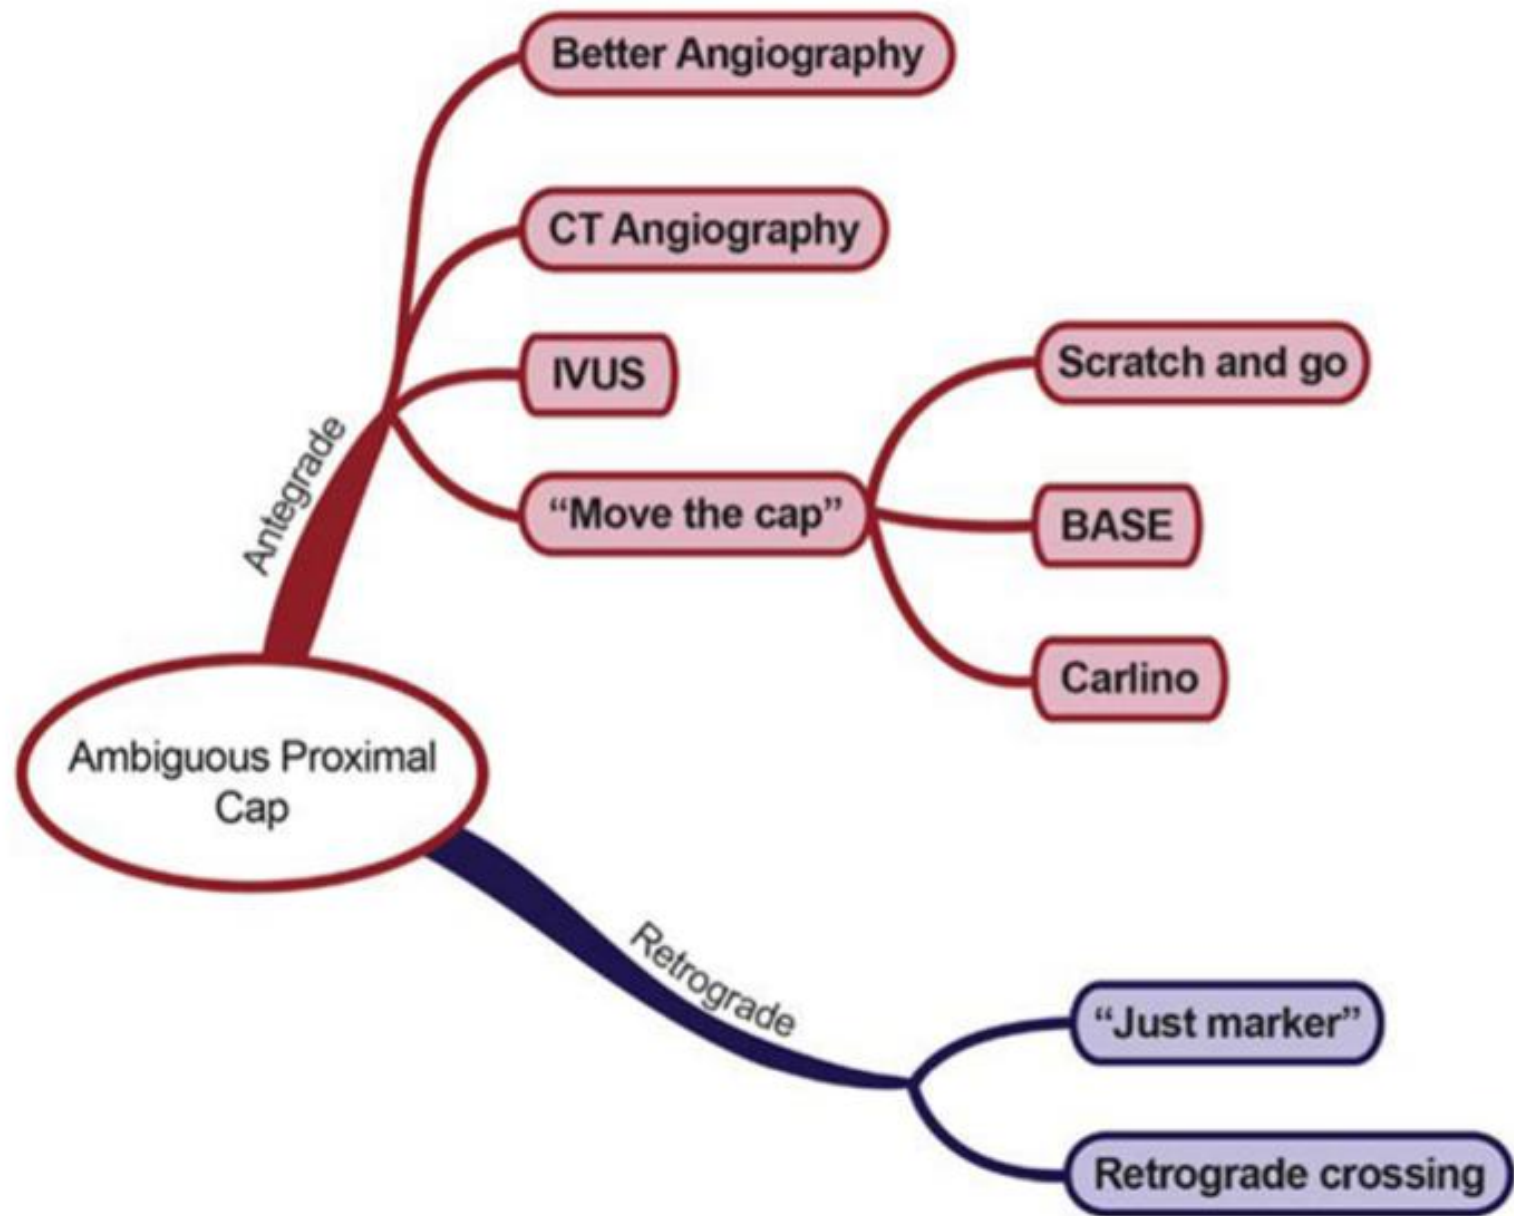 Better Angiography
CT Angiography
IVUS
“Move the cap”
Scratch and go
BASE
Carlino
Antegrade
Ambiguous Proximal
Cap
Retrograde
“Just marker”
Retrograde crossing